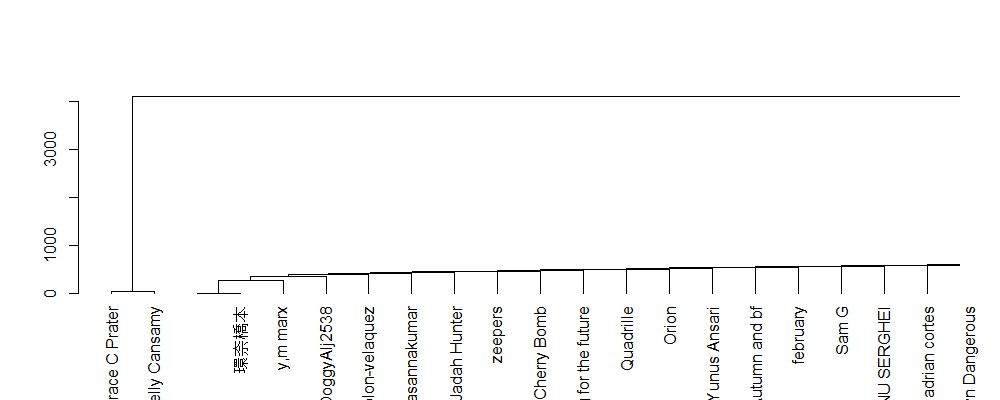 3000
1000
0
race C Prater
elly Cansamy
環奈橋本
y,m marx
DoggyAlj2538
olon-velaquez
asannakumar
Jadah Hunter
zeepers
Cherry Bomb
g for the future
Quadrille
Orion
Yunus Ansari
utumn and bf
february
Sam G
NU SERGHEI
adrian cortes
n Dangerous